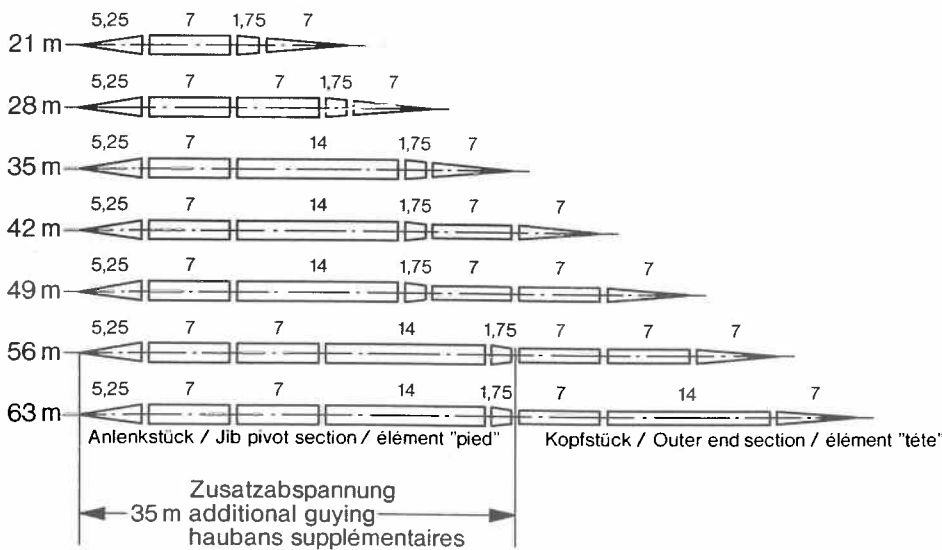 5,25 7 1,75 7
21 m
5,25 7 7 1,75 7
28 m
5,25 7 14 1,75 7
35 m
5,25 7 14 1,75 7 7
42 m
5,25 7 14 1,75 7 7 7
49 m
5,25 7 7 14 1,75 7 7 7
56 m
5,25 7 7 14 1,75 7 14 7
63 m
Anlenkstück / Jib pivot section / élément "pied" Kopfstück / Outer end section / élément "téte"
Zusatzabspannung
35 m additional guying
haubans supplémentaires